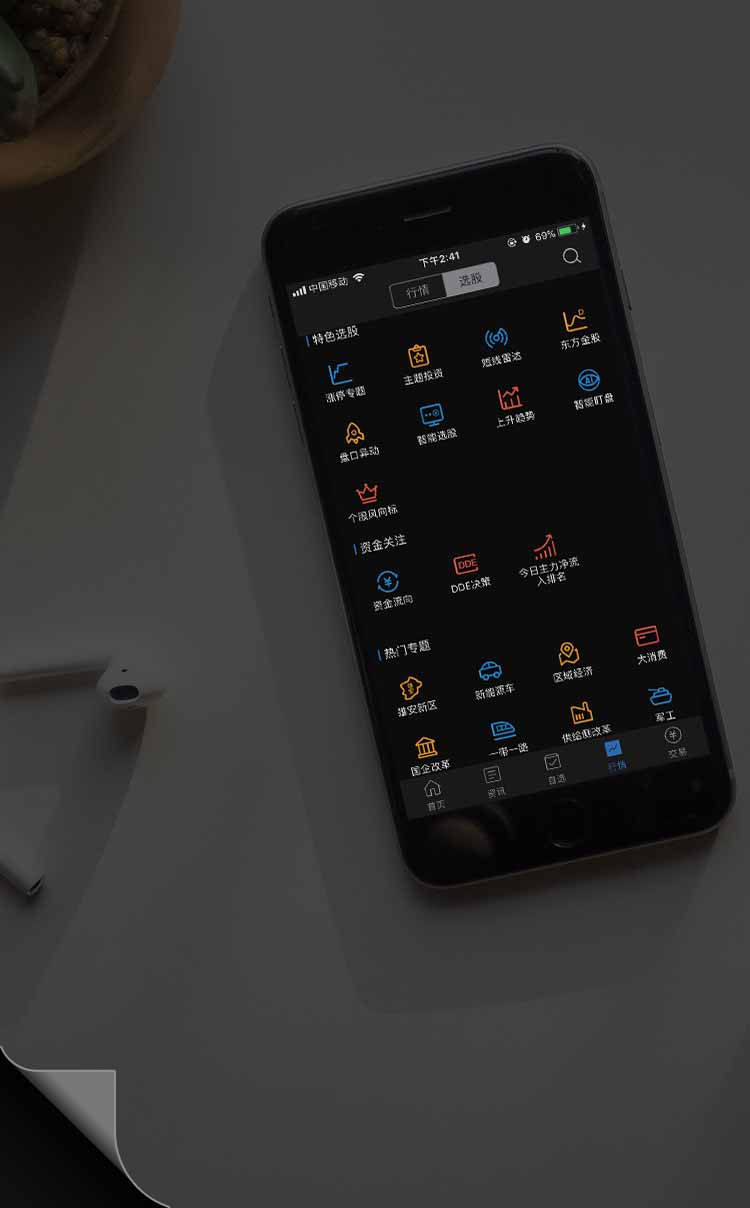 中国移动 下午2:41 69%
行情 选股
特色选股
涨停专题 主题投资 短线雷达 东方金股
盘口异动 智能选股 上升趋势 智能盯盘
AI
个股风向标
资金关注
DDE
资金流向 DDE决策 今日主力净流
入排名
热门专题
雄安新区 新能源车 区域经济 大消费
国企改革 一带一路 供给侧改革 军工
首页 资讯 自选 行情 交易